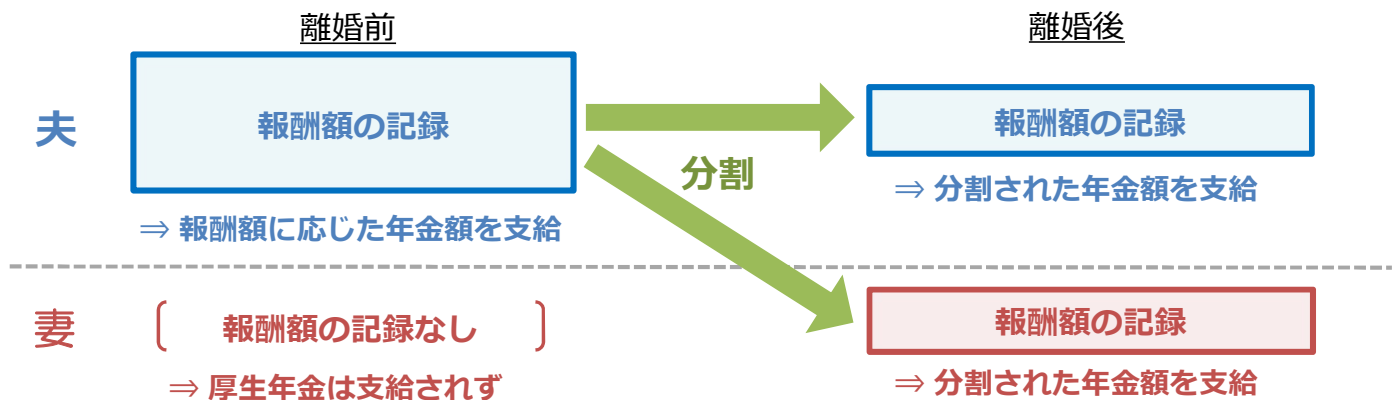 離婚前
離婚後
夫
報酬額の記録
分割
報酬額の記録
⇒ 報酬額に応じた年金額を支給
⇒ 分割された年金額を支給
妻
報酬額の記録なし
⇒ 厚生年金は支給されず
報酬額の記録
⇒ 分割された年金額を支給